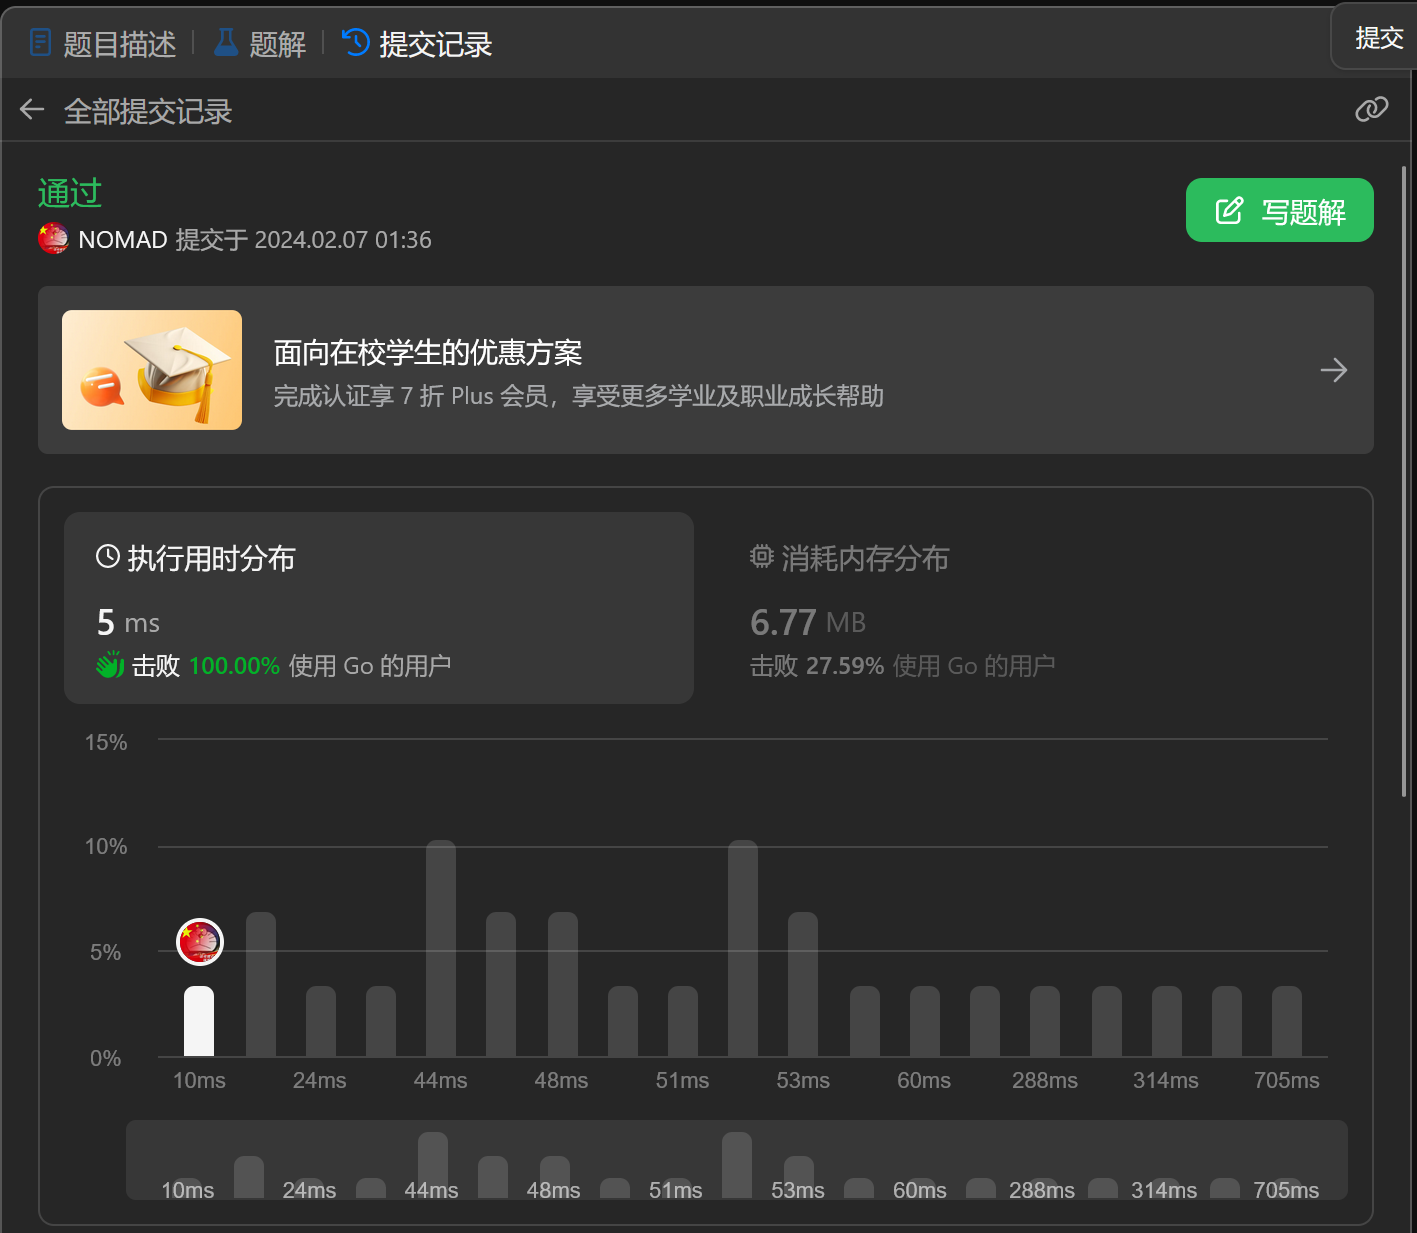 题目描述 题解 提交记录 提交
全部提交记录
通过
写题解
NOMAD 提交于 2024.02.07 01:36
面向在校学生的优惠方案
完成认证享 7 折 Plus 会员，享受更多学业及职业成长帮助
执行用时分布
5 ms
击败 100.00% 使用 Go 的用户
消耗内存分布
6.77 MB
击败 27.59% 使用 Go 的用户
15%
10%
5%
0%
10ms 24ms 44ms 48ms 51ms 53ms 60ms 288ms 314ms 705ms
10ms 24ms 44ms 48ms 51ms 53ms 60ms 288ms 314ms 705ms